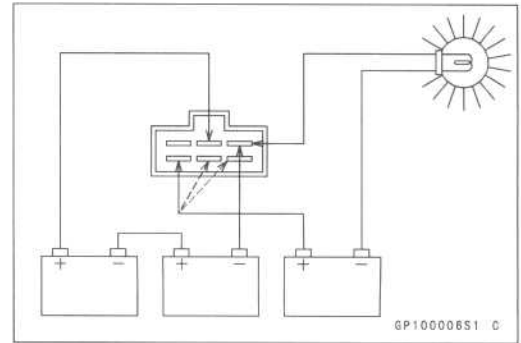 + − + − + −
GP100006S1 C